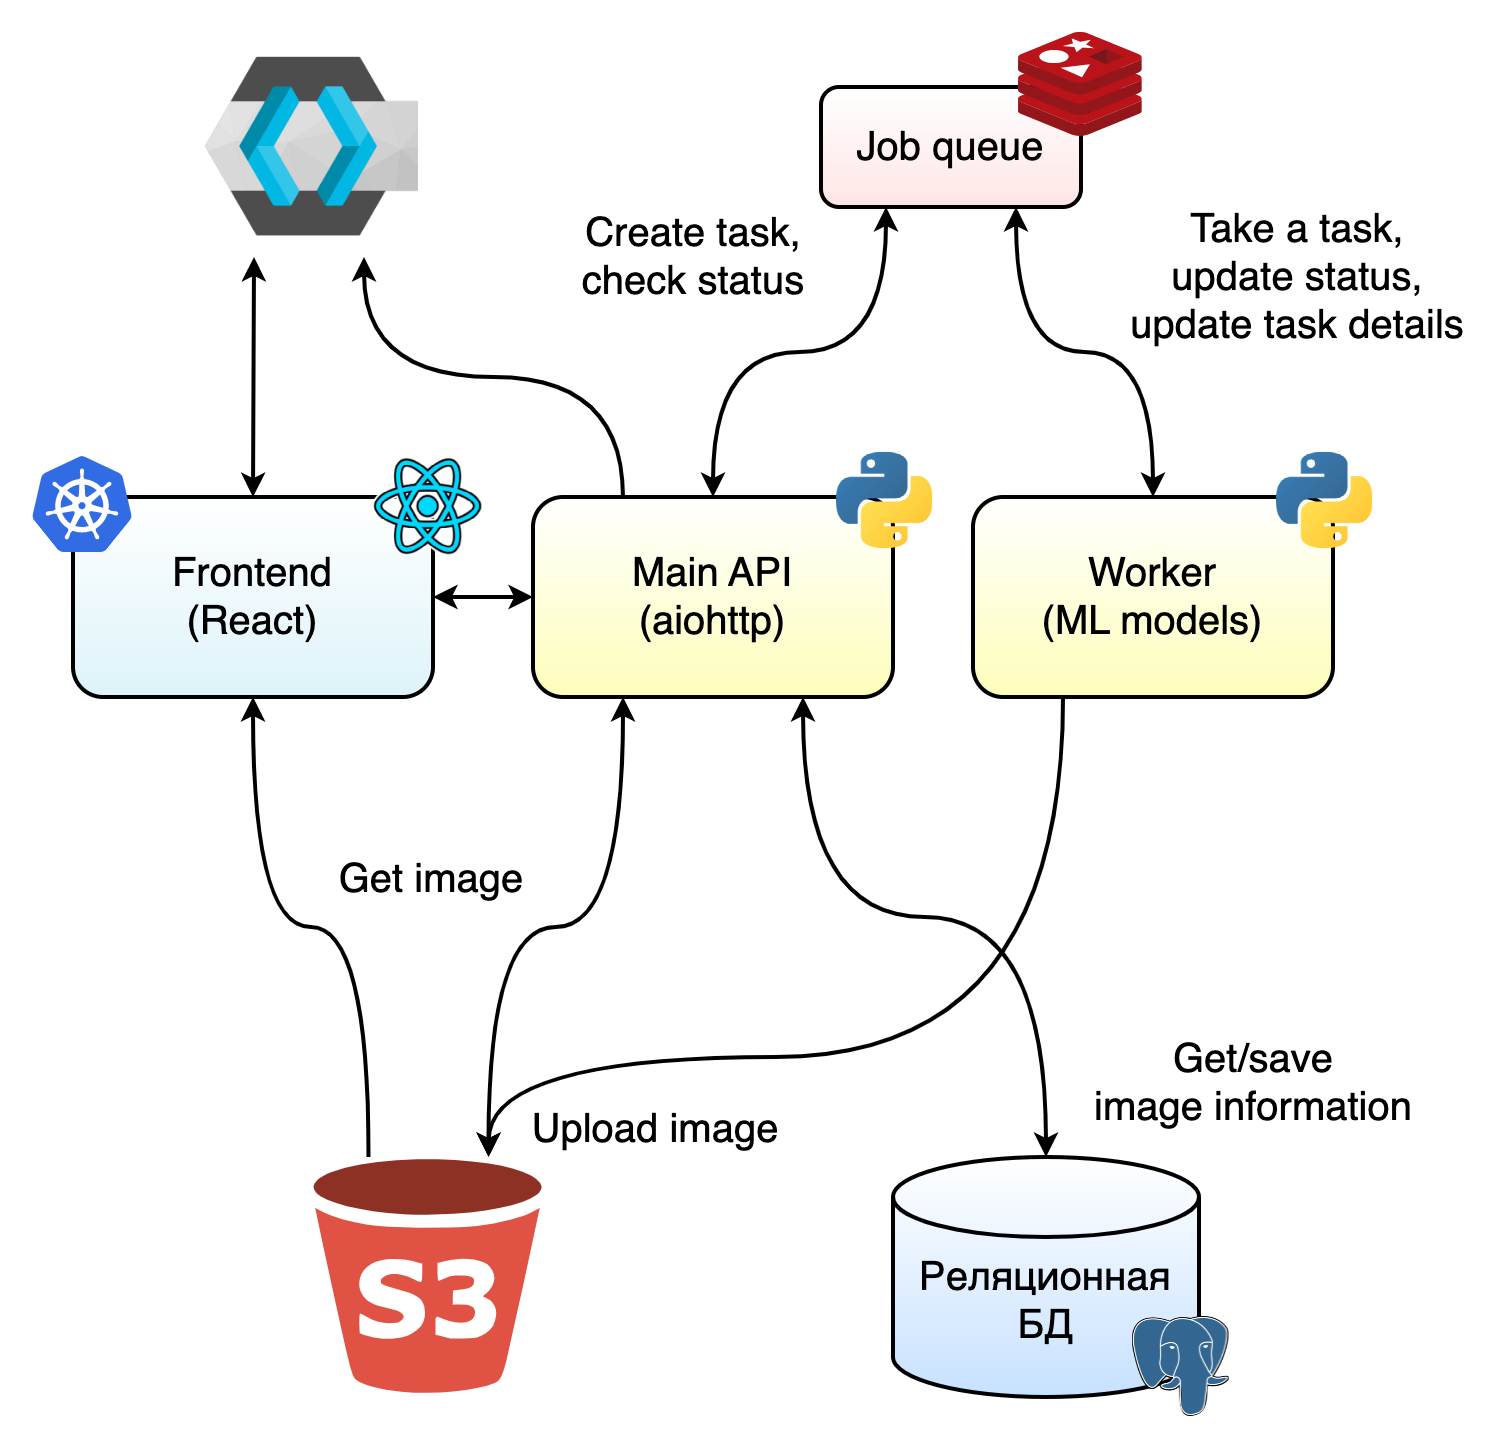 Job queue
Create task,
check status
Take a task,
update status,
update task details
Frontend
(React)
Main API
(aiohttp)
Worker
(ML models)
Get image
Upload image
Get/save
image information
S3
Реляционная
БД